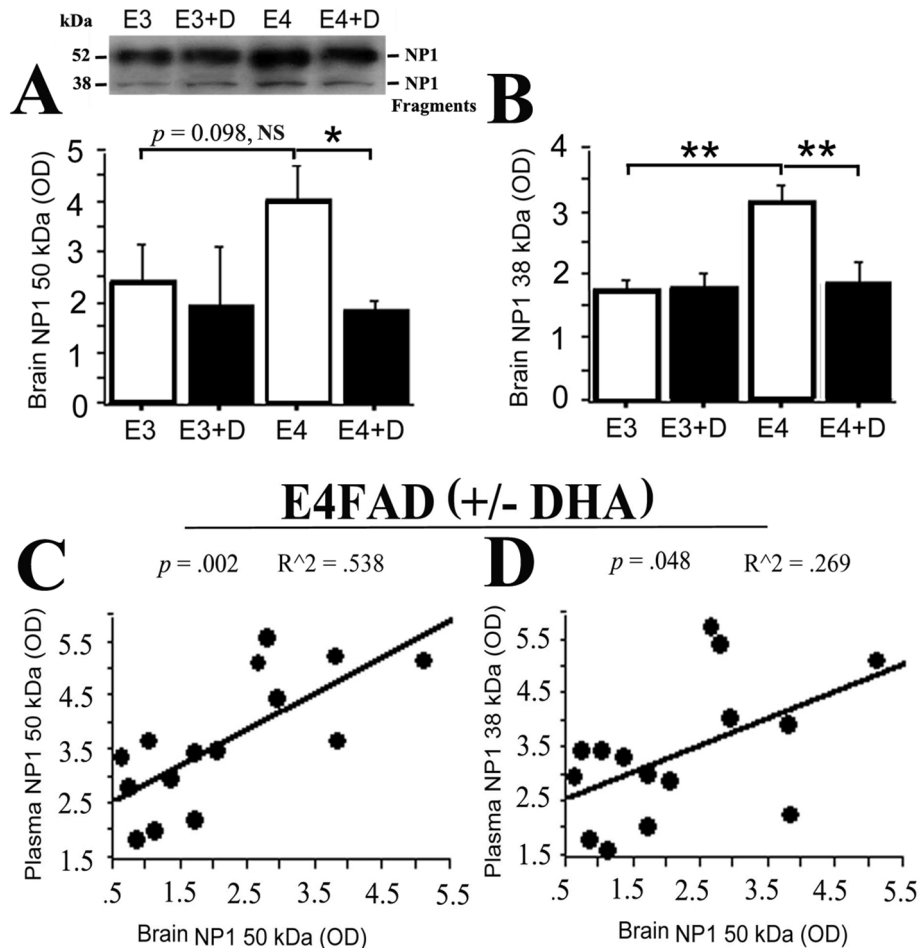 kDa E3 E3+D E4 E4+D
52 – – NP1
38 – – NP1
Fragments
A
p = 0.098, NS *
Brain NP1 50 kDa (OD)
5
4
3
2
1
0
E3 E3+D E4 E4+D
B
** **
Brain NP1 38 kDa (OD)
4
3
2
1
0
E3 E3+D E4 E4+D
E4FAD (+/- DHA)
C
p = .002 R^2 = .538
Plasma NP1 50 kDa (OD)
5.5
4.5
3.5
2.5
1.5
.5 1.5 2.5 3.5 4.5 5.5
Brain NP1 50 kDa (OD)
D
p = .048 R^2 = .269
Plasma NP1 38 kDa (OD)
5.5
4.5
3.5
2.5
1.5
.5 1.5 2.5 3.5 4.5 5.5
Brain NP1 50 kDa (OD)